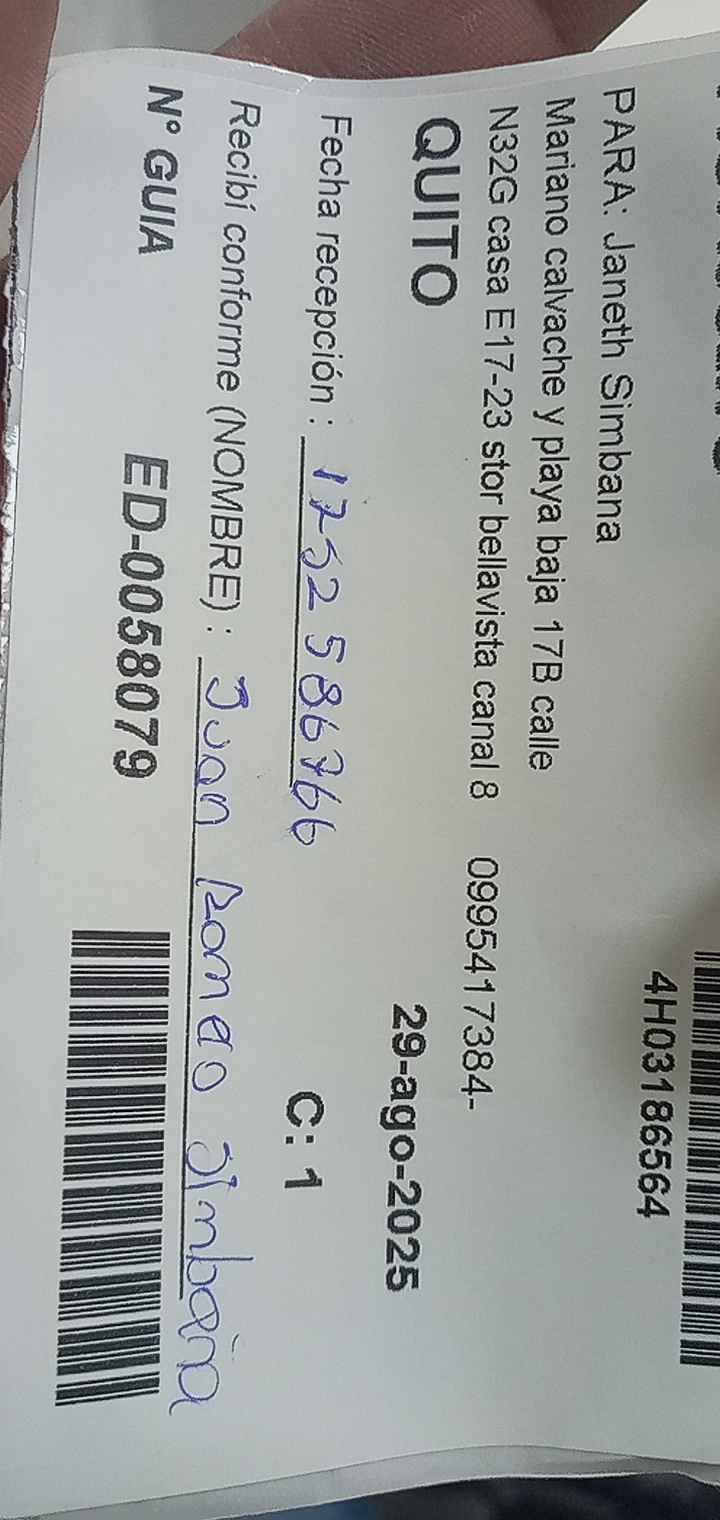 4H03186564
PARA: Janeth Simbana
Mariano calvache y playa baja 17B calle
N32G casa E17-23 stor bellavista canal 8 0995417384-
QUITO 29-ago-2025
Fecha recepción : 1752586766
C: 1
Recibí conforme (NOMBRE) : Juan Romeo Simbaña
N° GUIA ED-0058079